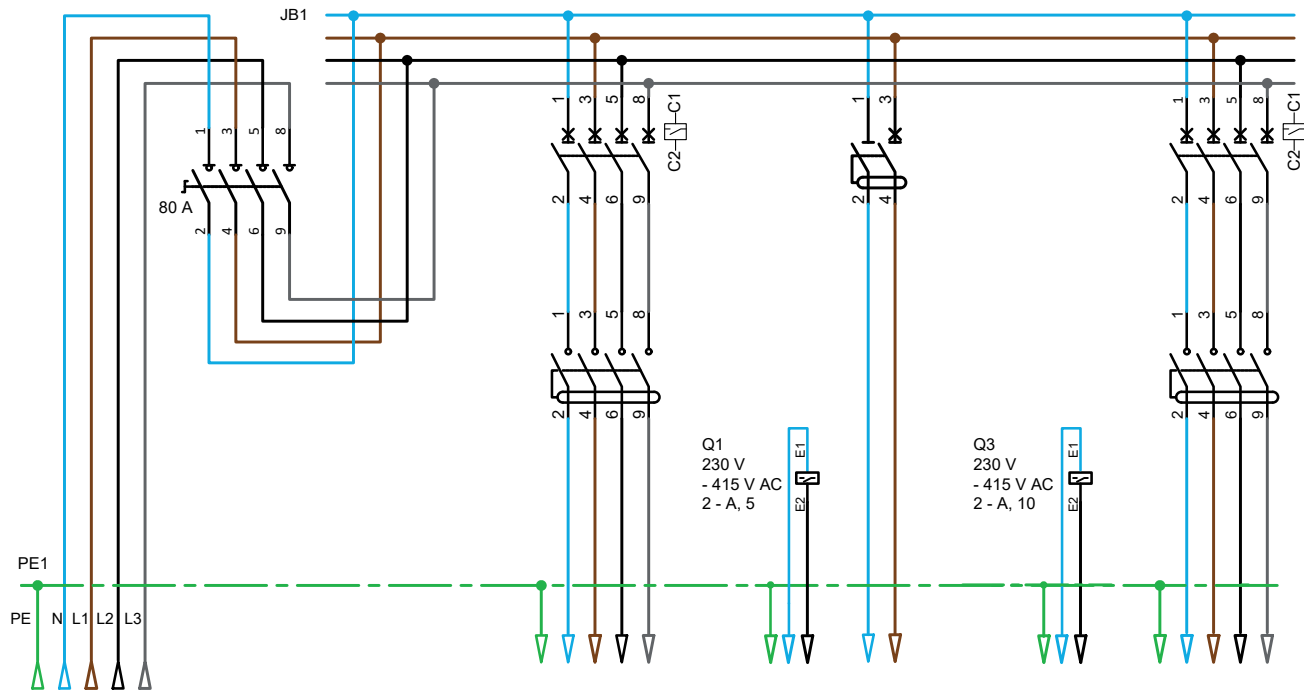 JB1
1 3 5 8
80 A
2 4 6 9
1 3 5 8
C2 C1
2 4 6 9
1 3 5 8
2 4 6 9
1 3
2 4
1 3 5 8
C2 C1
2 4 6 9
1 3 5 8
2 4 6 9
Q1
230 V
- 415 V AC
2 - A, 5
E1
E2
Q3
230 V
- 415 V AC
2 - A, 10
E1
E2
PE1
PE N L1 L2 L3